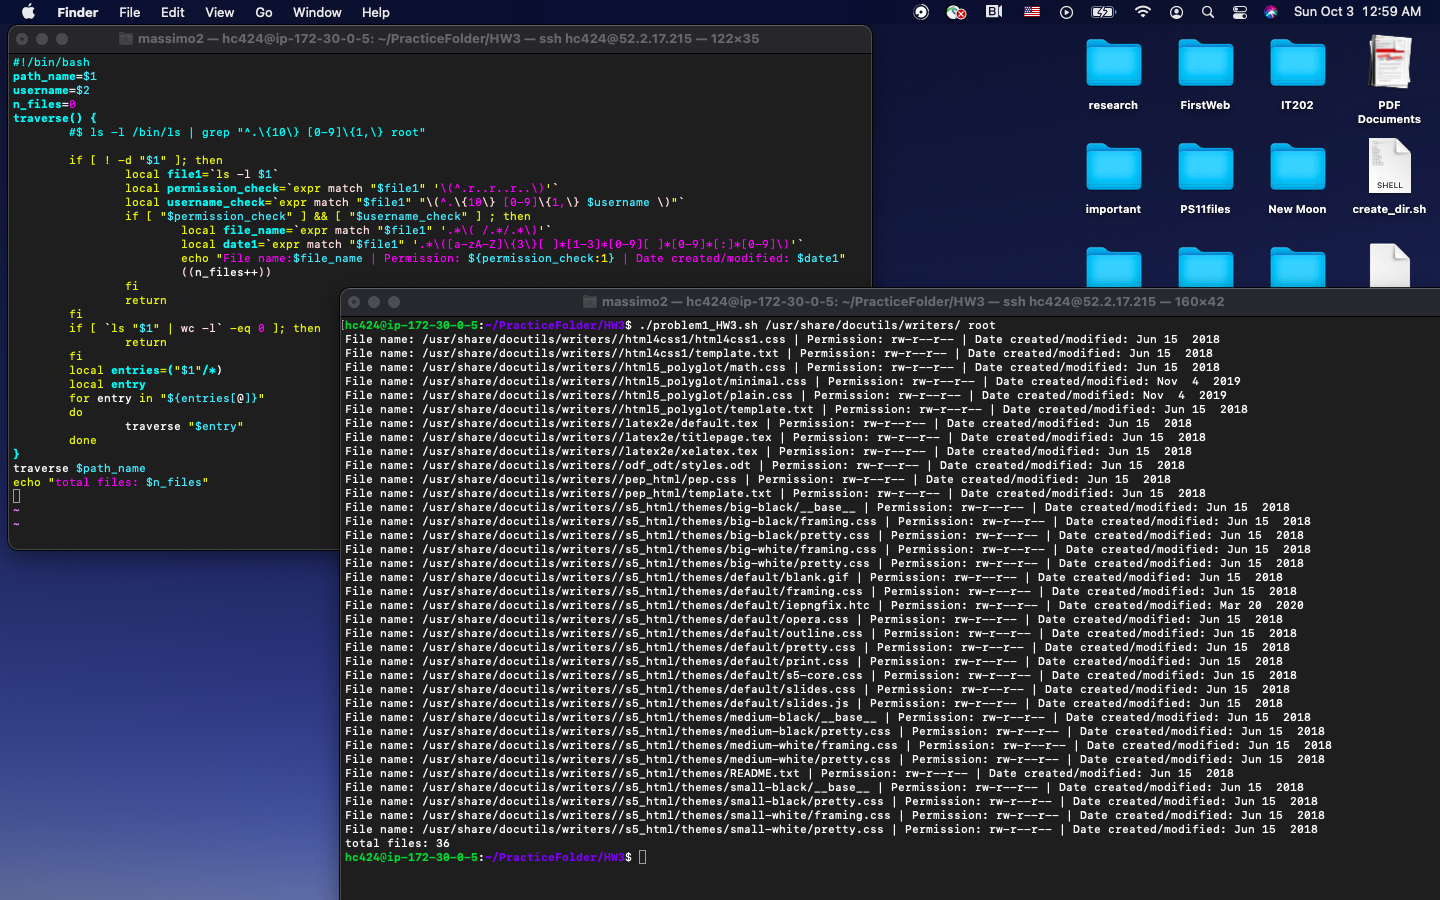 Finder File Edit View Go Window Help Sun Oct 3 12:59 AM
massimo2 — hc424@ip-172-30-0-5: ~/PracticeFolder/HW3 — ssh hc424@52.2.17.215 — 122×35
#!/bin/bash
path_name=$1
username=$2
n_files=0
traverse() {
#$ ls -l /bin/ls | grep "^.\{10\} [0-9]\{1,\} root"
if [ ! -d "$1" ]; then
local file1=`ls -l $1`
local permission_check=`expr match "$file1" '\(^.r..r..r..\)'`
local username_check=`expr match "$file1" "\(^.\{10\} [0-9]\{1,\} $username \)"`
if [ "$permission_check" ] && [ "$username_check" ] ; then
local file_name=`expr match "$file1" '.*\( /.*/.*\)'`
local date1=`expr match "$file1" '.*\([a-zA-Z]\{3\}[ ]*[1-3]*[0-9][ ]*[0-9]*[:]*[0-9]\)'`
echo "File name:$file_name | Permission: ${permission_check:1} | Date created/modified: $date1"
((n_files++))
fi
return
fi
if [ `ls "$1" | wc -l` -eq 0 ]; then
return
fi
local entries=("$1"/*)
local entry
for entry in "${entries[@]}"
do
traverse "$entry"
done
}
traverse $path_name
echo "total files: $n_files"
~
~
research FirstWeb IT202 PDF Documents
SHELL
important PS11files New Moon create_dir.sh
massimo2 — hc424@ip-172-30-0-5: ~/PracticeFolder/HW3 — ssh hc424@52.2.17.215 — 160×42
[hc424@ip-172-30-0-5:~/PracticeFolder/HW3$ ./problem1_HW3.sh /usr/share/docutils/writers/ root
File name: /usr/share/docutils/writers//html4css1/html4css1.css | Permission: rw-r--r-- | Date created/modified: Jun 15  2018
File name: /usr/share/docutils/writers//html4css1/template.txt | Permission: rw-r--r-- | Date created/modified: Jun 15  2018
File name: /usr/share/docutils/writers//html5_polyglot/math.css | Permission: rw-r--r-- | Date created/modified: Jun 15  2018
File name: /usr/share/docutils/writers//html5_polyglot/minimal.css | Permission: rw-r--r-- | Date created/modified: Nov  4  2019
File name: /usr/share/docutils/writers//html5_polyglot/plain.css | Permission: rw-r--r-- | Date created/modified: Nov  4  2019
File name: /usr/share/docutils/writers//html5_polyglot/template.txt | Permission: rw-r--r-- | Date created/modified: Jun 15  2018
File name: /usr/share/docutils/writers//latex2e/default.tex | Permission: rw-r--r-- | Date created/modified: Jun 15  2018
File name: /usr/share/docutils/writers//latex2e/titlepage.tex | Permission: rw-r--r-- | Date created/modified: Jun 15  2018
File name: /usr/share/docutils/writers//latex2e/xelatex.tex | Permission: rw-r--r-- | Date created/modified: Jun 15  2018
File name: /usr/share/docutils/writers//odf_odt/styles.odt | Permission: rw-r--r-- | Date created/modified: Jun 15  2018
File name: /usr/share/docutils/writers//pep_html/pep.css | Permission: rw-r--r-- | Date created/modified: Jun 15  2018
File name: /usr/share/docutils/writers//pep_html/template.txt | Permission: rw-r--r-- | Date created/modified: Jun 15  2018
File name: /usr/share/docutils/writers//s5_html/themes/big-black/__base__ | Permission: rw-r--r-- | Date created/modified: Jun 15  2018
File name: /usr/share/docutils/writers//s5_html/themes/big-black/framing.css | Permission: rw-r--r-- | Date created/modified: Jun 15  2018
File name: /usr/share/docutils/writers//s5_html/themes/big-black/pretty.css | Permission: rw-r--r-- | Date created/modified: Jun 15  2018
File name: /usr/share/docutils/writers//s5_html/themes/big-white/framing.css | Permission: rw-r--r-- | Date created/modified: Jun 15  2018
File name: /usr/share/docutils/writers//s5_html/themes/big-white/pretty.css | Permission: rw-r--r-- | Date created/modified: Jun 15  2018
File name: /usr/share/docutils/writers//s5_html/themes/default/blank.gif | Permission: rw-r--r-- | Date created/modified: Jun 15  2018
File name: /usr/share/docutils/writers//s5_html/themes/default/framing.css | Permission: rw-r--r-- | Date created/modified: Jun 15  2018
File name: /usr/share/docutils/writers//s5_html/themes/default/iepngfix.htc | Permission: rw-r--r-- | Date created/modified: Mar 20  2020
File name: /usr/share/docutils/writers//s5_html/themes/default/opera.css | Permission: rw-r--r-- | Date created/modified: Jun 15  2018
File name: /usr/share/docutils/writers//s5_html/themes/default/outline.css | Permission: rw-r--r-- | Date created/modified: Jun 15  2018
File name: /usr/share/docutils/writers//s5_html/themes/default/pretty.css | Permission: rw-r--r-- | Date created/modified: Jun 15  2018
File name: /usr/share/docutils/writers//s5_html/themes/default/print.css | Permission: rw-r--r-- | Date created/modified: Jun 15  2018
File name: /usr/share/docutils/writers//s5_html/themes/default/s5-core.css | Permission: rw-r--r-- | Date created/modified: Jun 15  2018
File name: /usr/share/docutils/writers//s5_html/themes/default/slides.css | Permission: rw-r--r-- | Date created/modified: Jun 15  2018
File name: /usr/share/docutils/writers//s5_html/themes/default/slides.js | Permission: rw-r--r-- | Date created/modified: Jun 15  2018
File name: /usr/share/docutils/writers//s5_html/themes/medium-black/__base__ | Permission: rw-r--r-- | Date created/modified: Jun 15  2018
File name: /usr/share/docutils/writers//s5_html/themes/medium-black/pretty.css | Permission: rw-r--r-- | Date created/modified: Jun 15  2018
File name: /usr/share/docutils/writers//s5_html/themes/medium-white/framing.css | Permission: rw-r--r-- | Date created/modified: Jun 15  2018
File name: /usr/share/docutils/writers//s5_html/themes/medium-white/pretty.css | Permission: rw-r--r-- | Date created/modified: Jun 15  2018
File name: /usr/share/docutils/writers//s5_html/themes/README.txt | Permission: rw-r--r-- | Date created/modified: Jun 15  2018
File name: /usr/share/docutils/writers//s5_html/themes/small-black/__base__ | Permission: rw-r--r-- | Date created/modified: Jun 15  2018
File name: /usr/share/docutils/writers//s5_html/themes/small-black/pretty.css | Permission: rw-r--r-- | Date created/modified: Jun 15  2018
File name: /usr/share/docutils/writers//s5_html/themes/small-white/framing.css | Permission: rw-r--r-- | Date created/modified: Jun 15  2018
File name: /usr/share/docutils/writers//s5_html/themes/small-white/pretty.css | Permission: rw-r--r-- | Date created/modified: Jun 15  2018
total files: 36
hc424@ip-172-30-0-5:~/PracticeFolder/HW3$